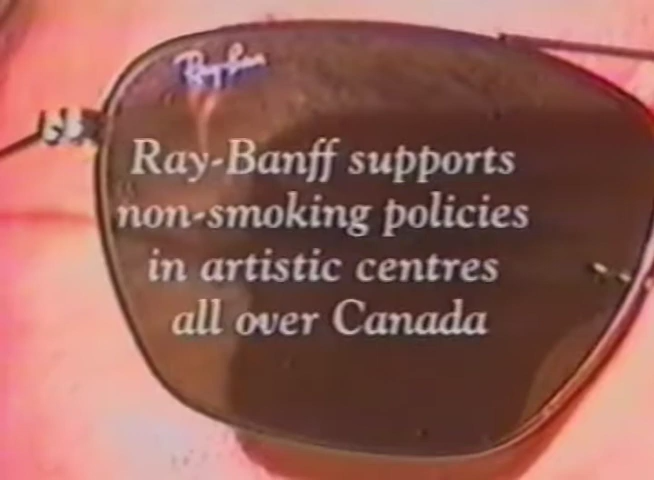 Ray-Ban
Ray-Banff supports
non-smoking policies
in artistic centres
all over Canada